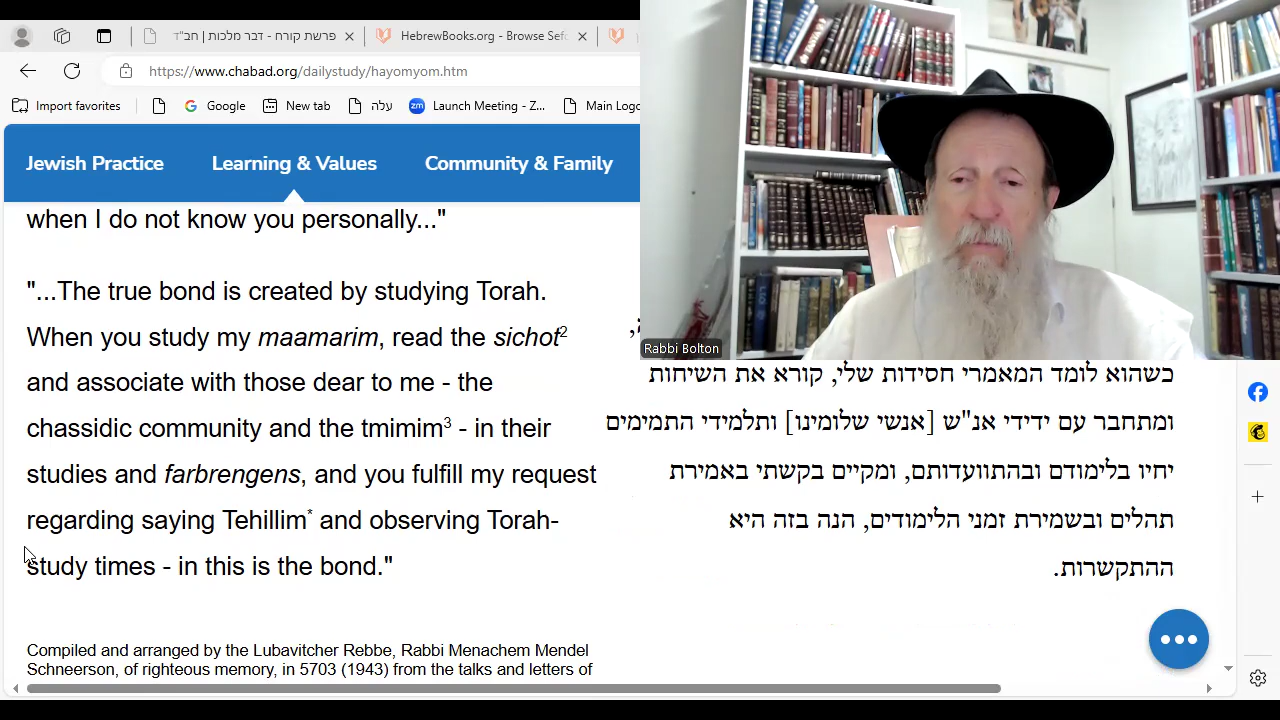 פרשת קורח - דבר מלכות | חב"ד
HebrewBooks.org - Browse Sef
https://www.chabad.org/dailystudy/hayomyom.htm
Import favorites
Google
New tab
עלה
zm Launch Meeting - Z...
Main Logo
Jewish Practice
Learning & Values
Community & Family
when I do not know you personally..."
"...The true bond is created by studying Torah.
When you study my maamarim, read the sichot2
and associate with those dear to me - the
chassidic community and the tmimim3 - in their
studies and farbrengens, and you fulfill my request
regarding saying Tehillim* and observing Torah-
study times - in this is the bond."
Compiled and arranged by the Lubavitcher Rebbe, Rabbi Menachem Mendel
Schneerson, of righteous memory, in 5703 (1943) from the talks and letters of
Rabbi Bolton
כשהוא לומד המאמרי חסידות שלי, קורא את השיחות
ומתחבר עם ידידי אנ"ש [אנשי שלומינו] ותלמידי התמימים
יחיו בלימודם ובהתוועדותם, ומקיים בקשתי באמירת
תהלים ובשמירת זמני הלימודים, הנה בזה היא
ההתקשרות.